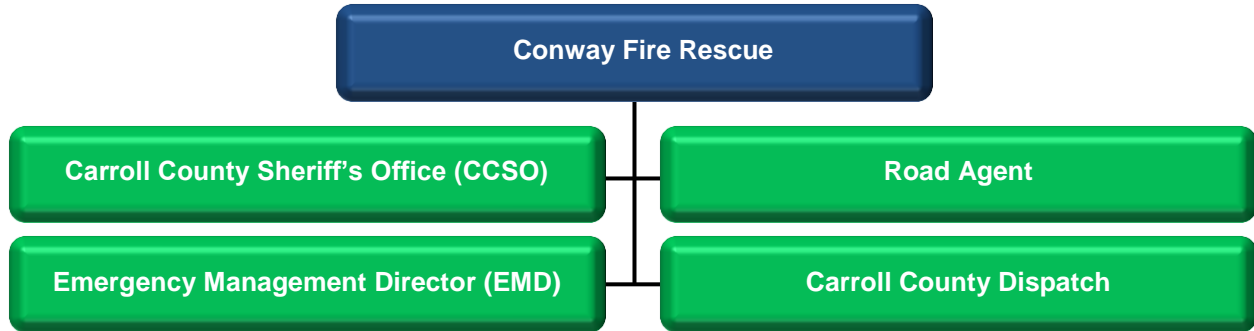 Conway Fire Rescue
Carroll County Sheriff’s Office (CCSO)
Road Agent
Emergency Management Director (EMD)
Carroll County Dispatch